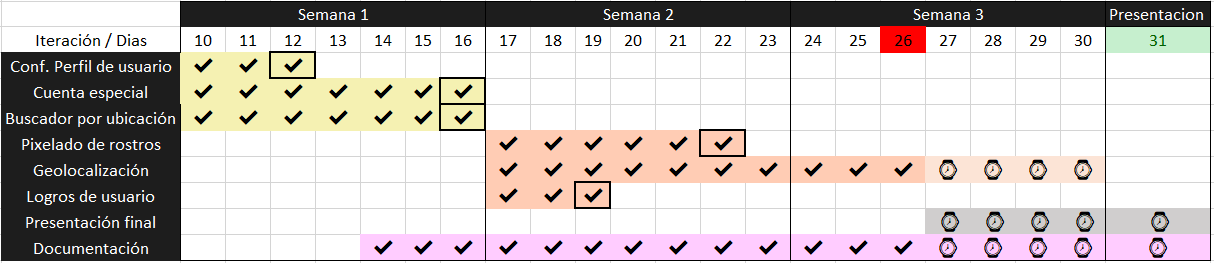 Semana 1 Semana 2 Semana 3 Presentacion
Iteración / Dias 10 11 12 13 14 15 16 17 18 19 20 21 22 23 24 25 26 27 28 29 30 31
Conf. Perfil de usuario
Cuenta especial
Buscador por ubicación
Pixelado de rostros
Geolocalización
Logros de usuario
Presentación final
Documentación